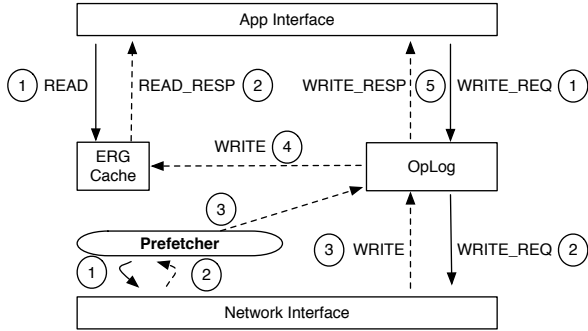 App Interface
1 READ
READ_RESP 2
WRITE_RESP 5
WRITE_REQ 1
ERG
Cache
WRITE 4
OpLog
3
Prefetcher
1
2
3 WRITE
WRITE_REQ 2
Network Interface